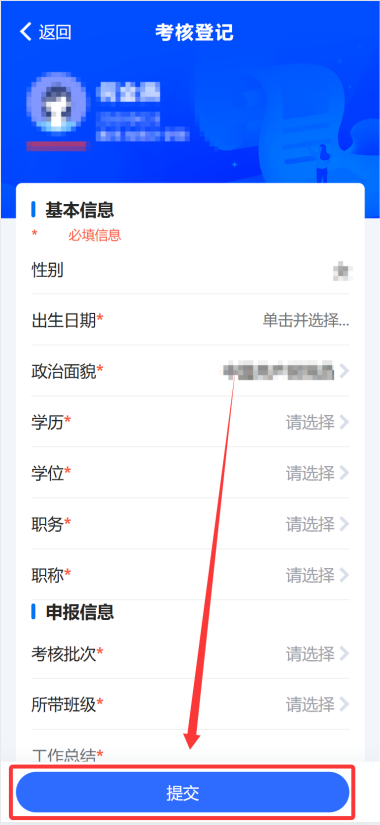 返回
考核登记
基本信息
* 必填信息
性别
出生日期* 单击并选择...
政治面貌*
学历* 请选择
学位* 请选择
职务* 请选择
职称* 请选择
申报信息
考核批次* 请选择
所带班级* 请选择
工作总结*
提交